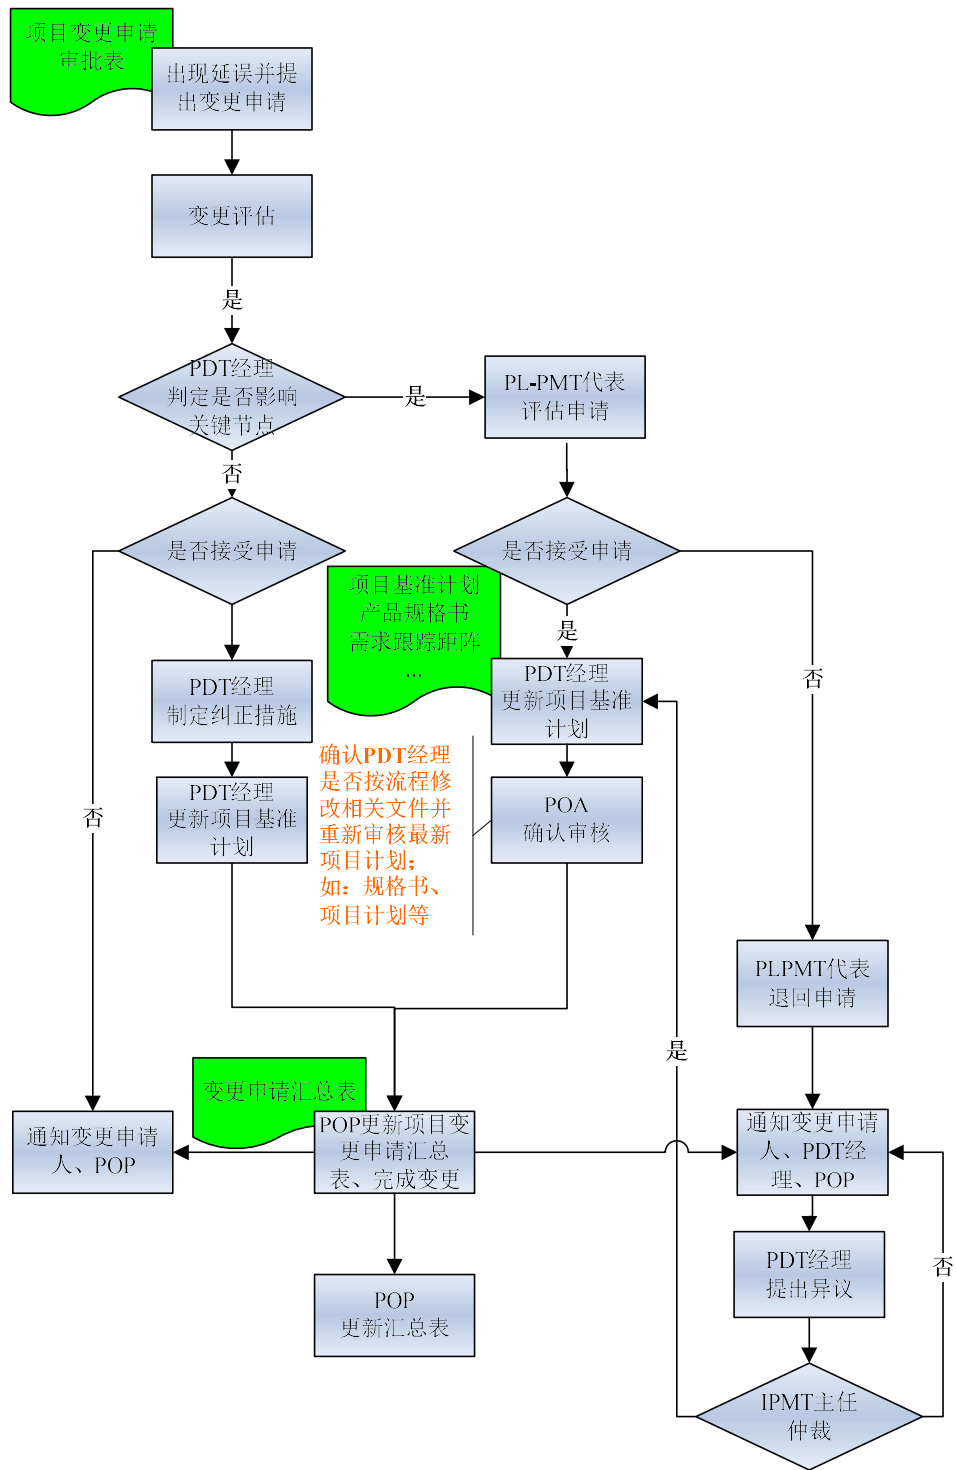 项目变更申请
审批表
出现延误并提
出变更申请
变更评估
是
PDT经理
判定是否影响
关键节点
是
PL-PMT代表
评估申请
否
是否接受申请
是否接受申请
项目基准计划
产品规格书
需求跟踪距阵
...
是
否
PDT经理
制定纠正措施
PDT经理
更新项目基准
计划
确认PDT经理
是否按流程修
改相关文件并
重新审核最新
项目计划；
如：规格书、
项目计划等
PDT经理
更新项目基准
计划
否
POA
确认审核
PLPMT代表
退回申请
是
变更申请汇总表
通知变更申请
人、POP
POP更新项目变
更申请汇总
表、完成变更
通知变更申请
人、PDT经
理、POP
PDT经理
提出异议
否
POP
更新汇总表
IPMT主任
仲裁